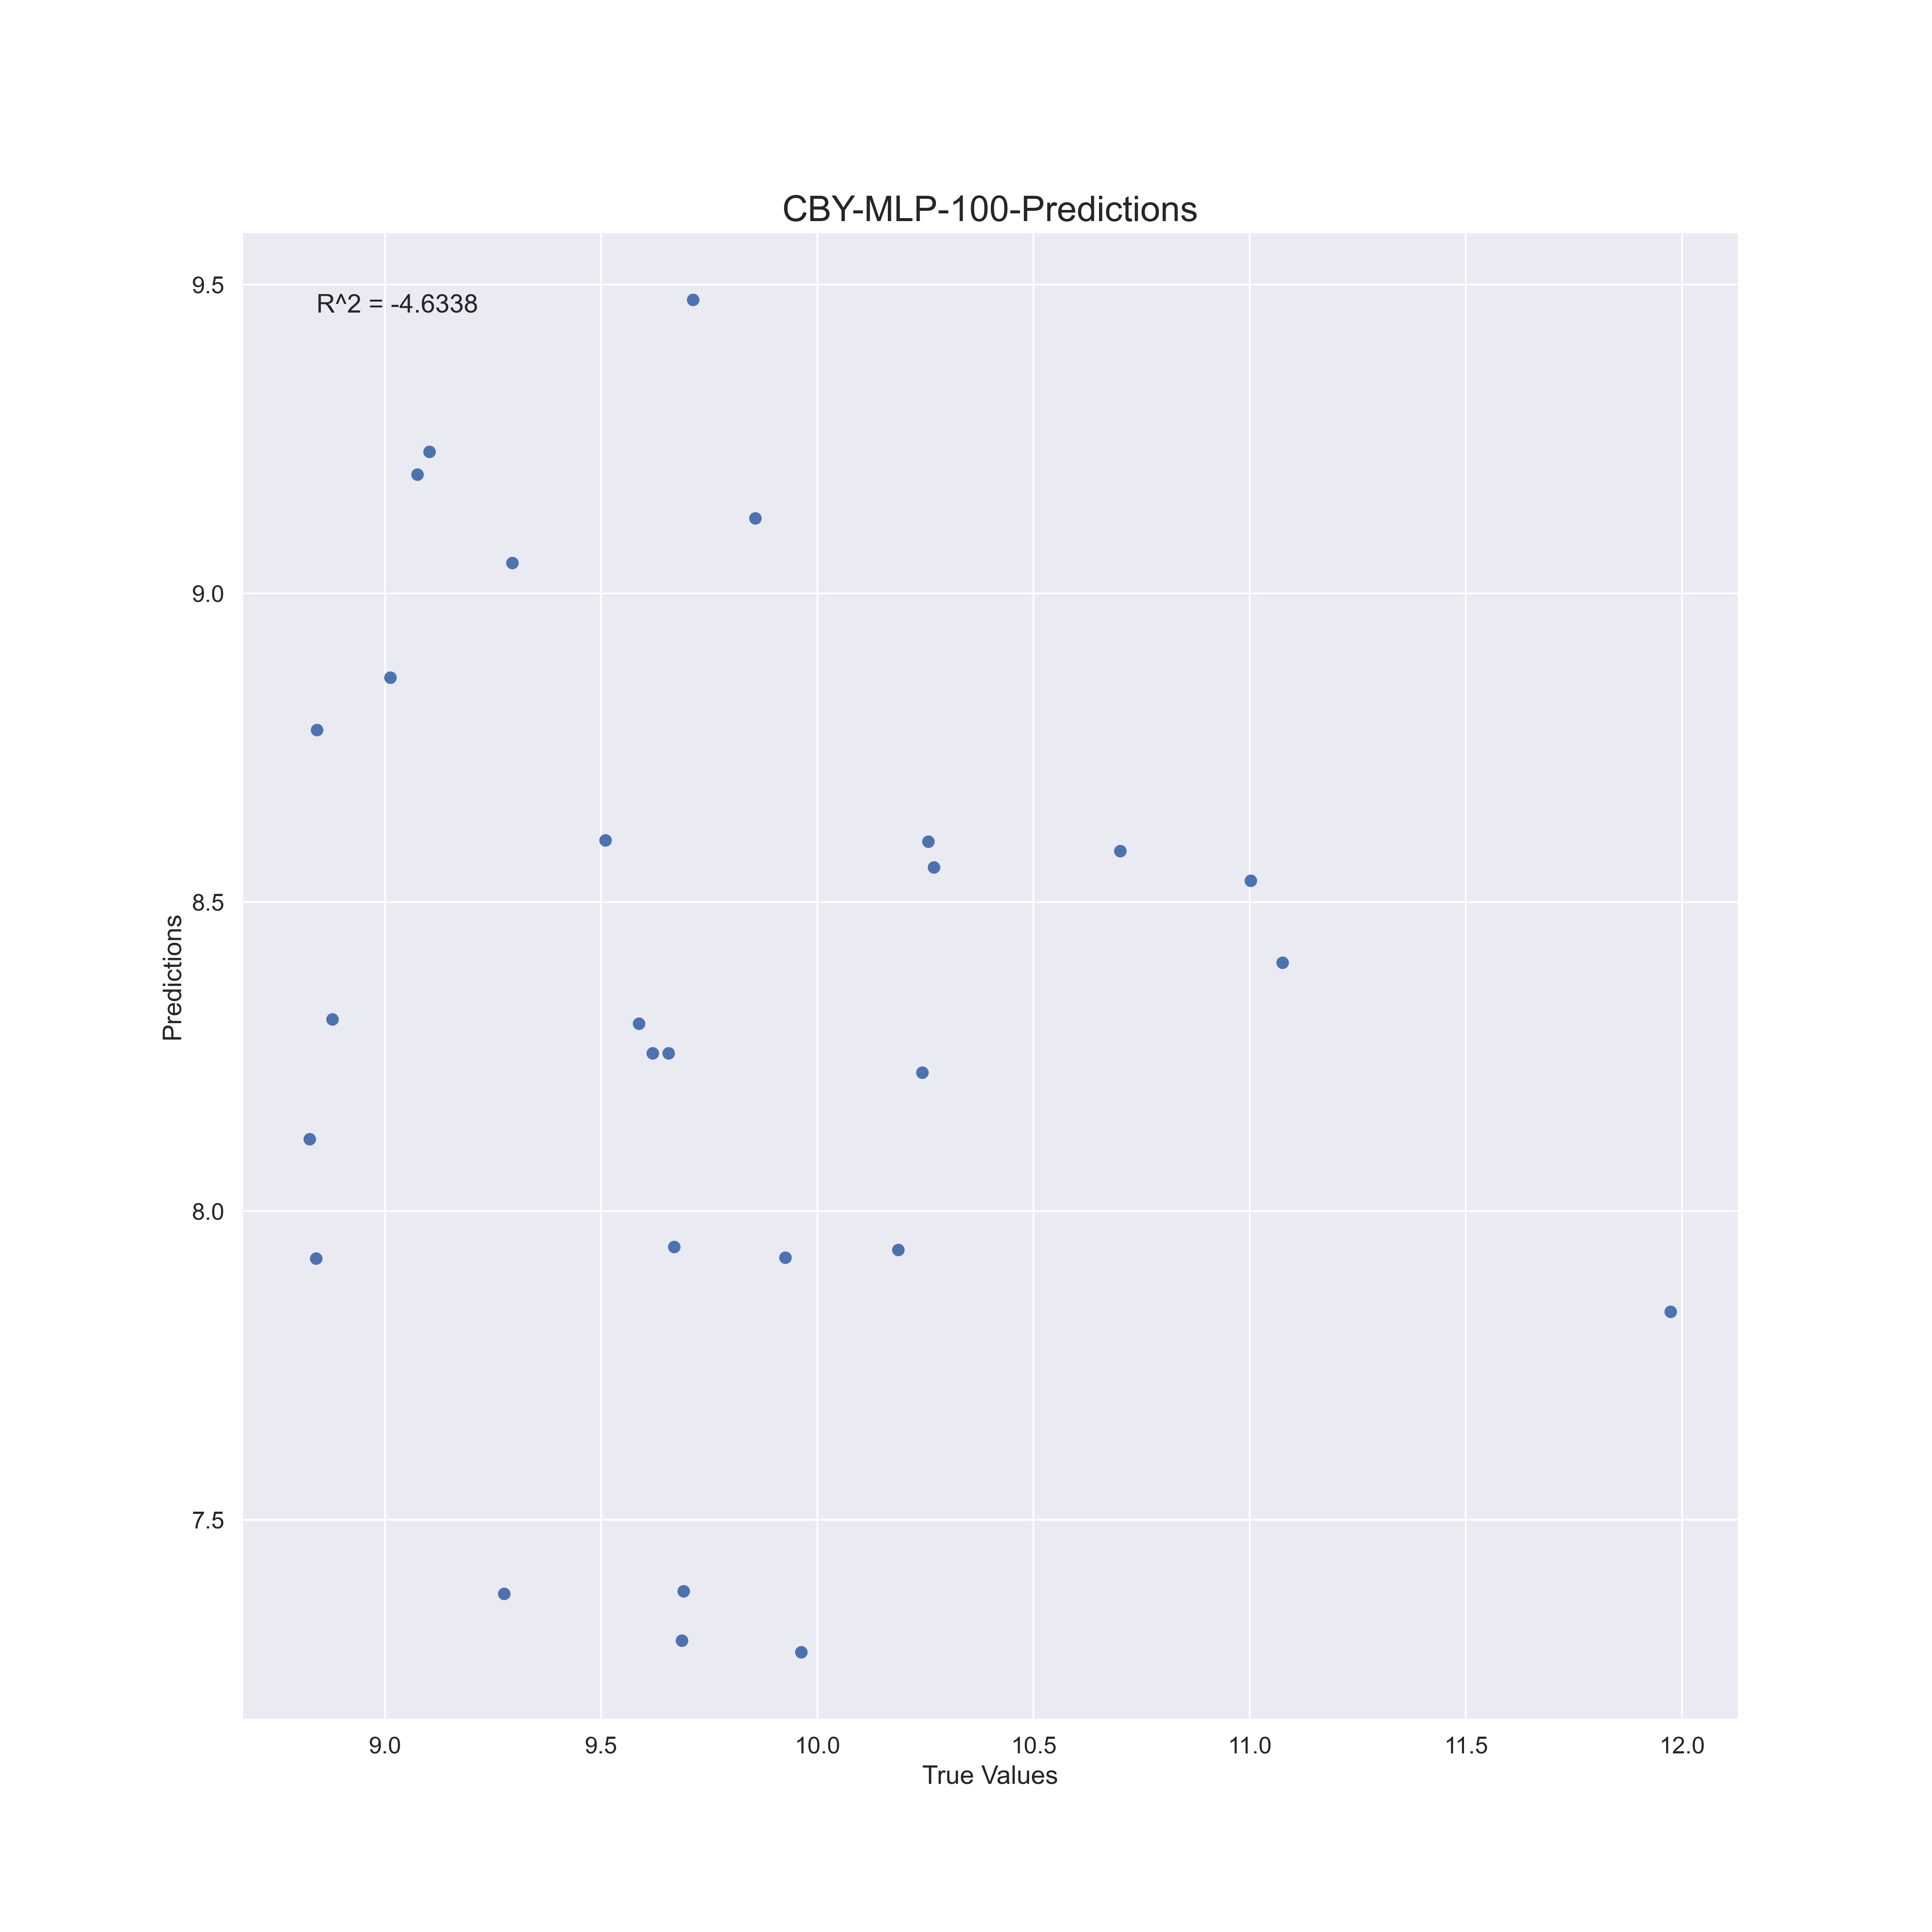 CBY-MLP-100-Predictions
R^2 = -4.6338
9.5
9.0
8.5
8.0
7.5
Predictions
9.0 9.5 10.0 10.5 11.0 11.5 12.0
True Values